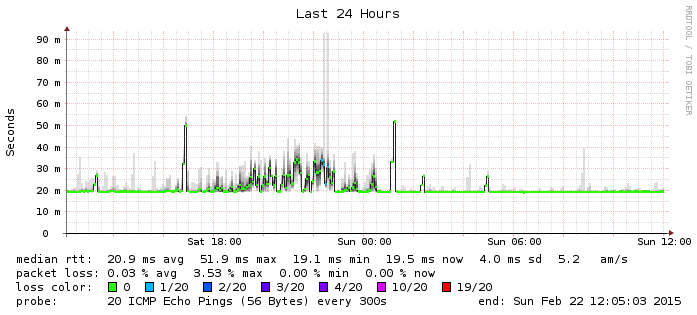 Last 24 Hours
RRDTOOL / TOBI OETIKER
Seconds
90 m
80 m
70 m
60 m
50 m
40 m
30 m
20 m
10 m
0
Sat 18:00 Sun 00:00 Sun 06:00 Sun 12:00
median rtt: 20.9 ms avg 51.9 ms max 19.1 ms min 19.5 ms now 4.0 ms sd 5.2 am/s
packet loss: 0.03 % avg 3.53 % max 0.00 % min 0.00 % now
loss color: 0 1/20 2/20 3/20 4/20 10/20 19/20
probe: 20 ICMP Echo Pings (56 Bytes) every 300s end: Sun Feb 22 12:05:03 2015